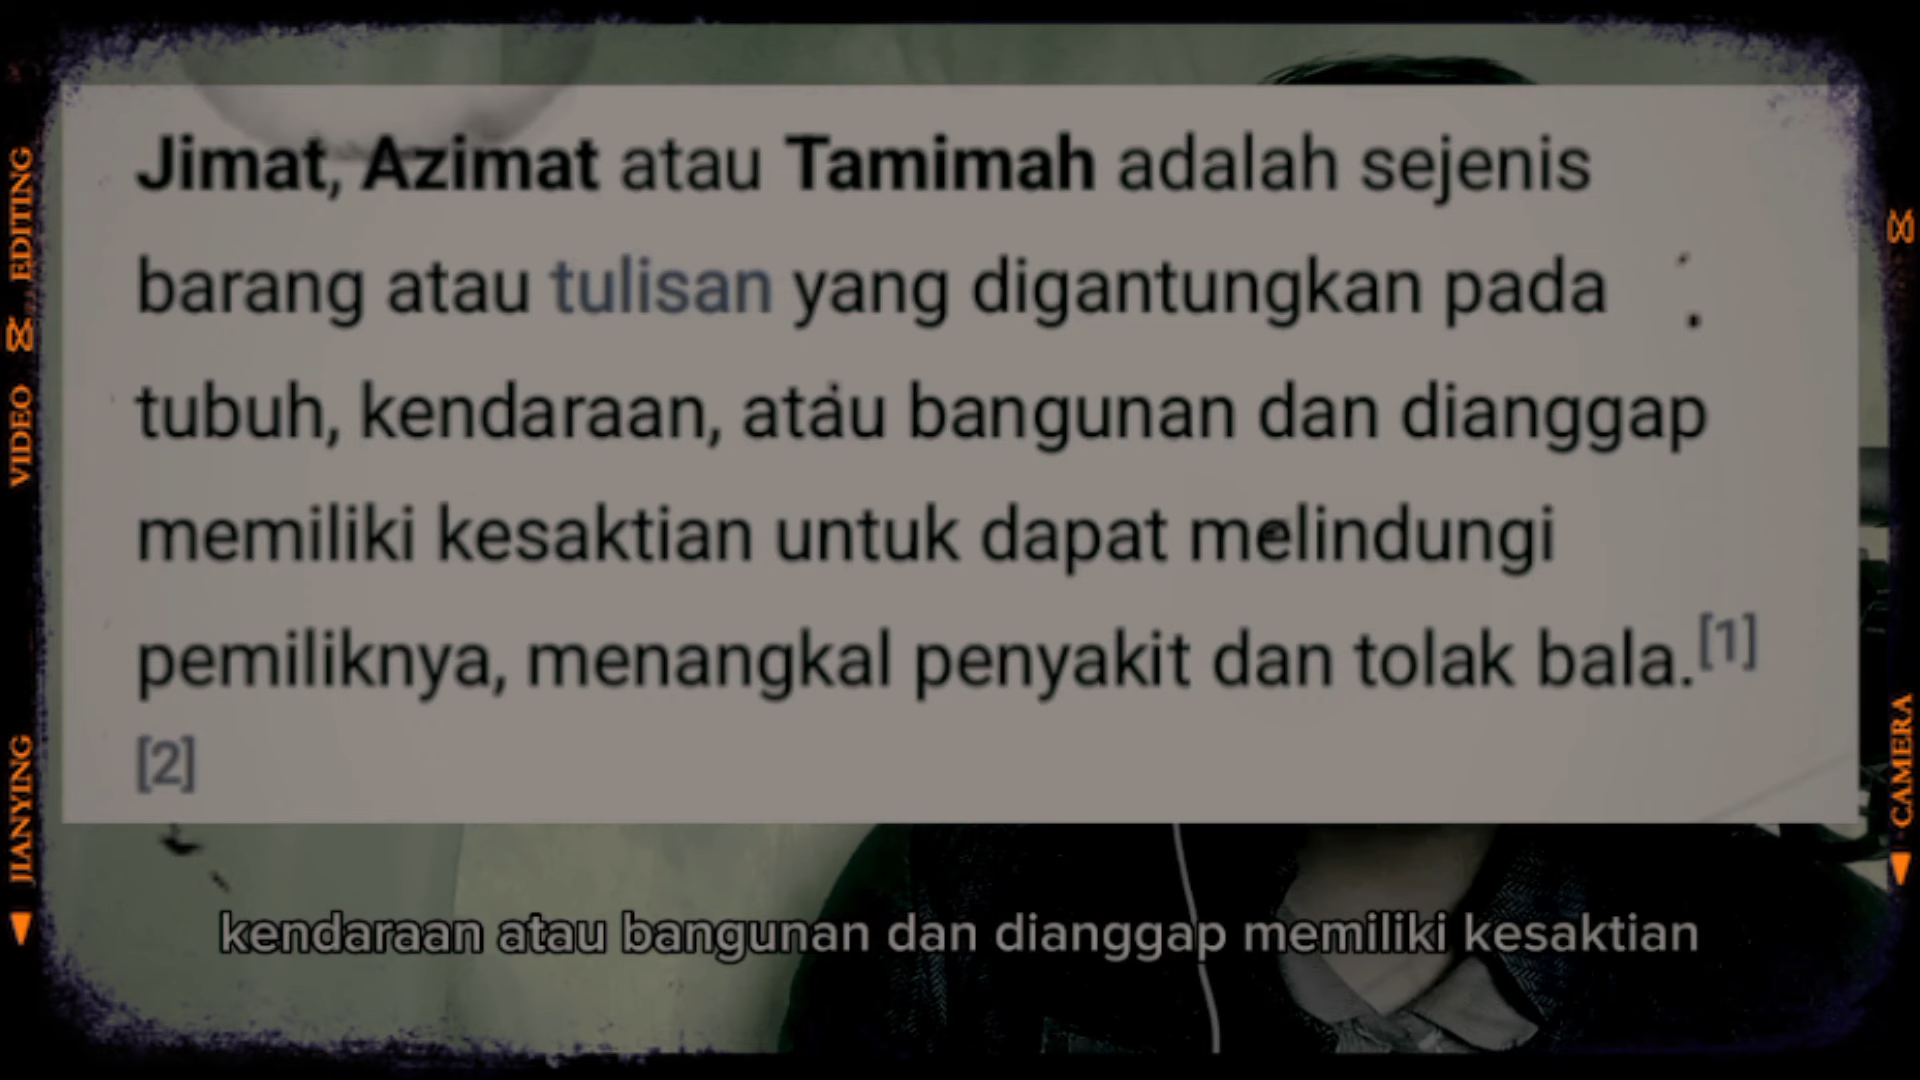 Jimat, Azimat atau Tamimah adalah sejenis
barang atau tulisan yang digantungkan pada
tubuh, kendaraan, atau bangunan dan dianggap
memiliki kesaktian untuk dapat melindungi
pemiliknya, menangkal penyakit dan tolak bala.[1]
[2]
kendaraan atau bangunan dan dianggap memiliki kesaktian
JIANYING VIDEO EDITING
CAMERA